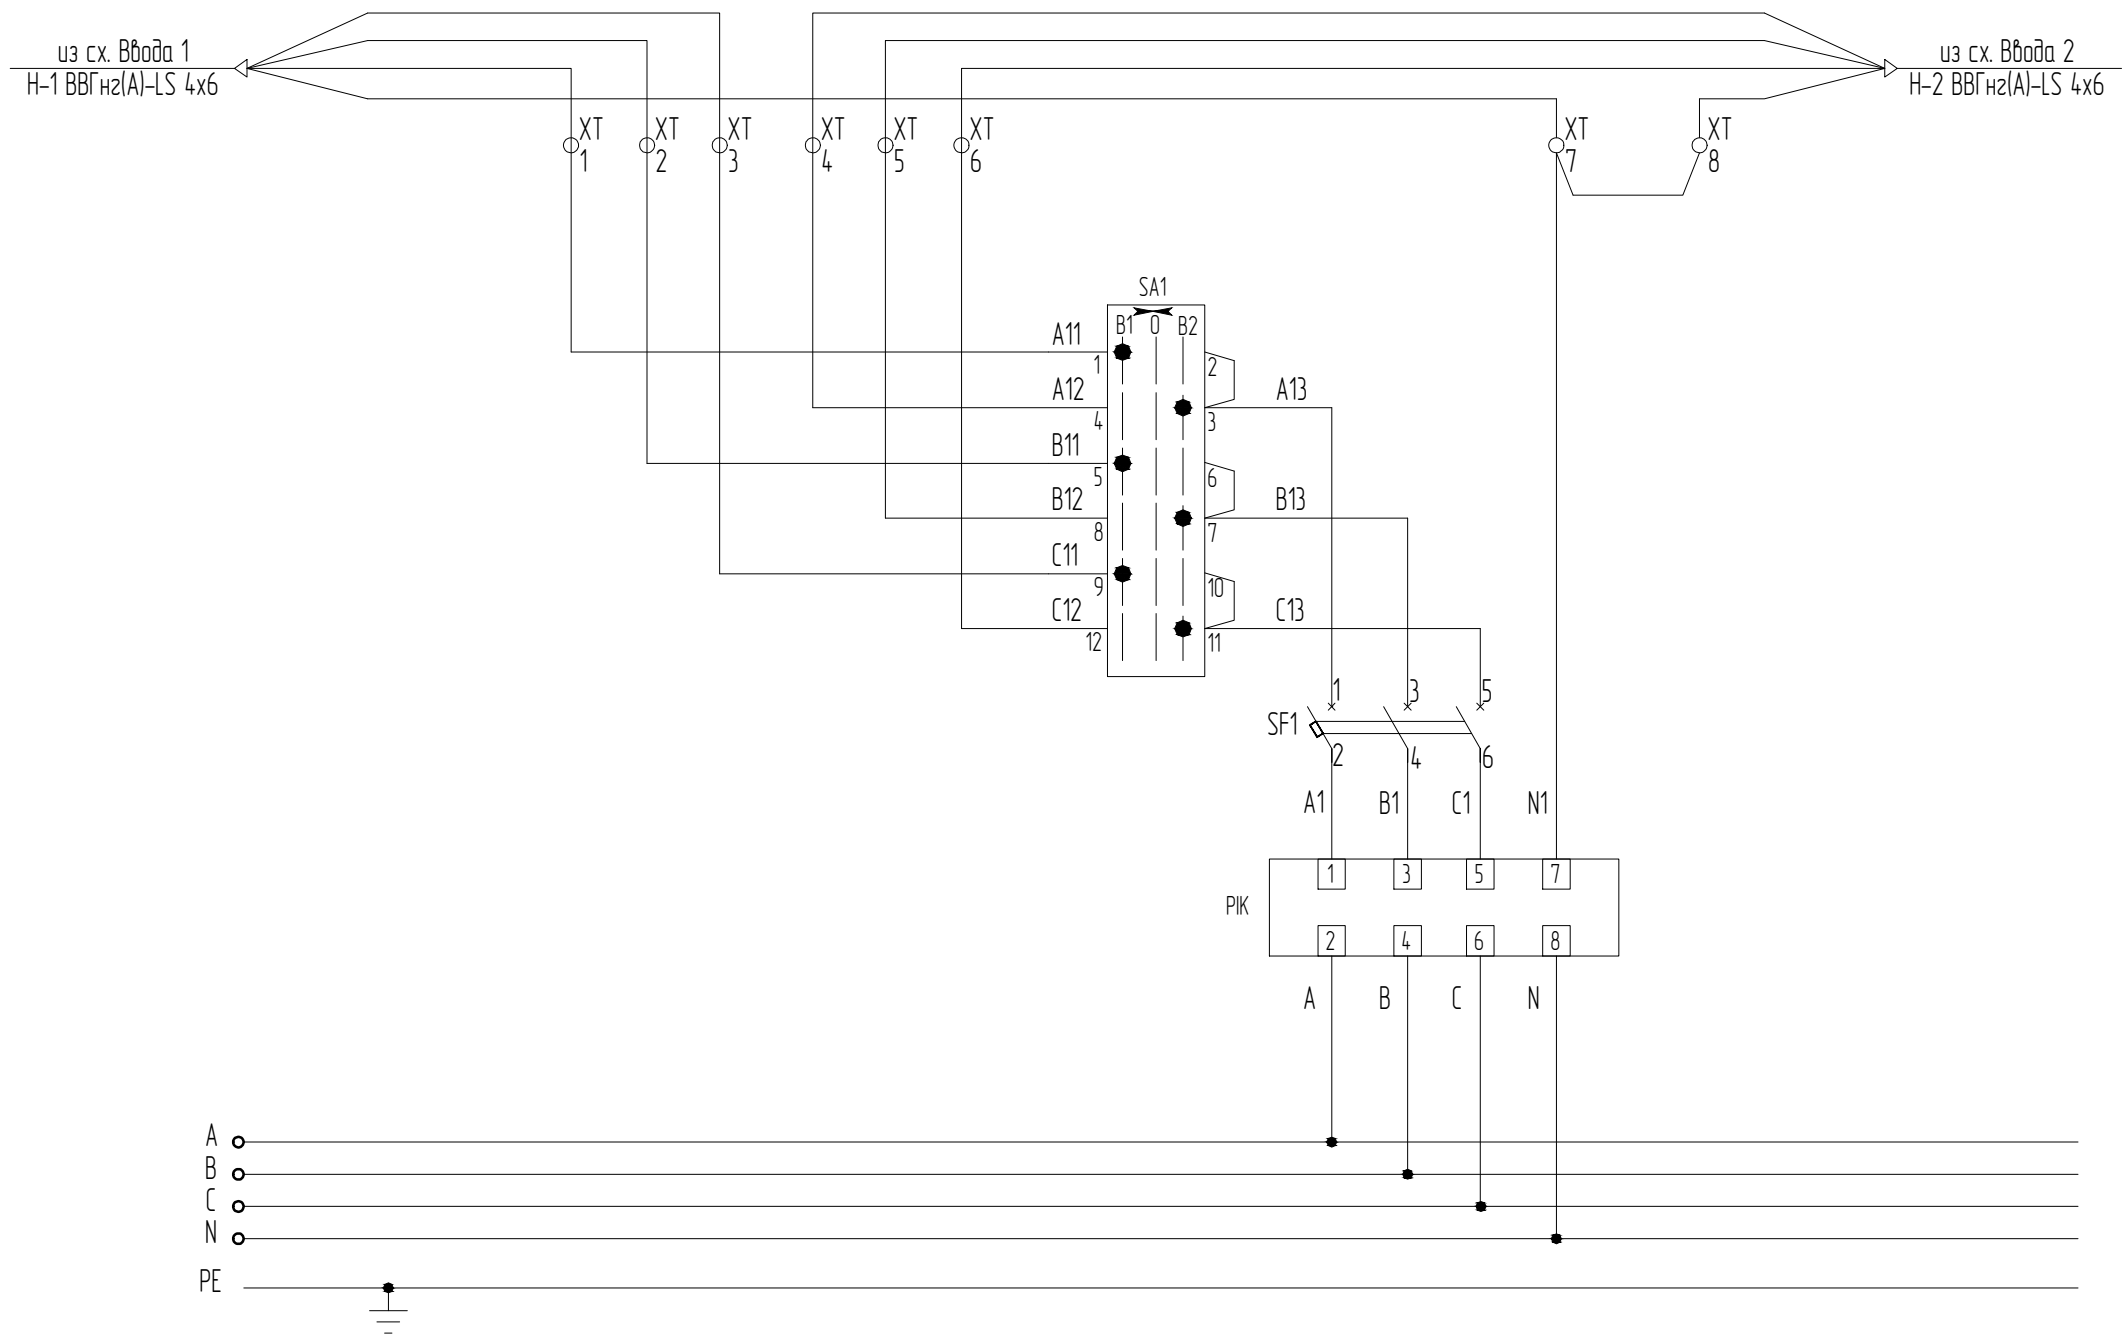 из сх. Ввода 1
Н-1 ВВГнг(А)-LS 4х6
из сх. Ввода 2
Н-2 ВВГнг(А)-LS 4х6
XT
1
XT
2
XT
3
XT
4
XT
5
XT
6
XT
7
XT
8
SA1
В1 0 В2
A11
1
2
A12
4
A13
3
B11
5
6
B12
8
B13
7
C11
9
10
C12
12
C13
11
1 3 5
SF1
2 4 6
A1 B1 C1 N1
1 3 5 7
PIK
2 4 6 8
A B C N
A
B
C
N
PE